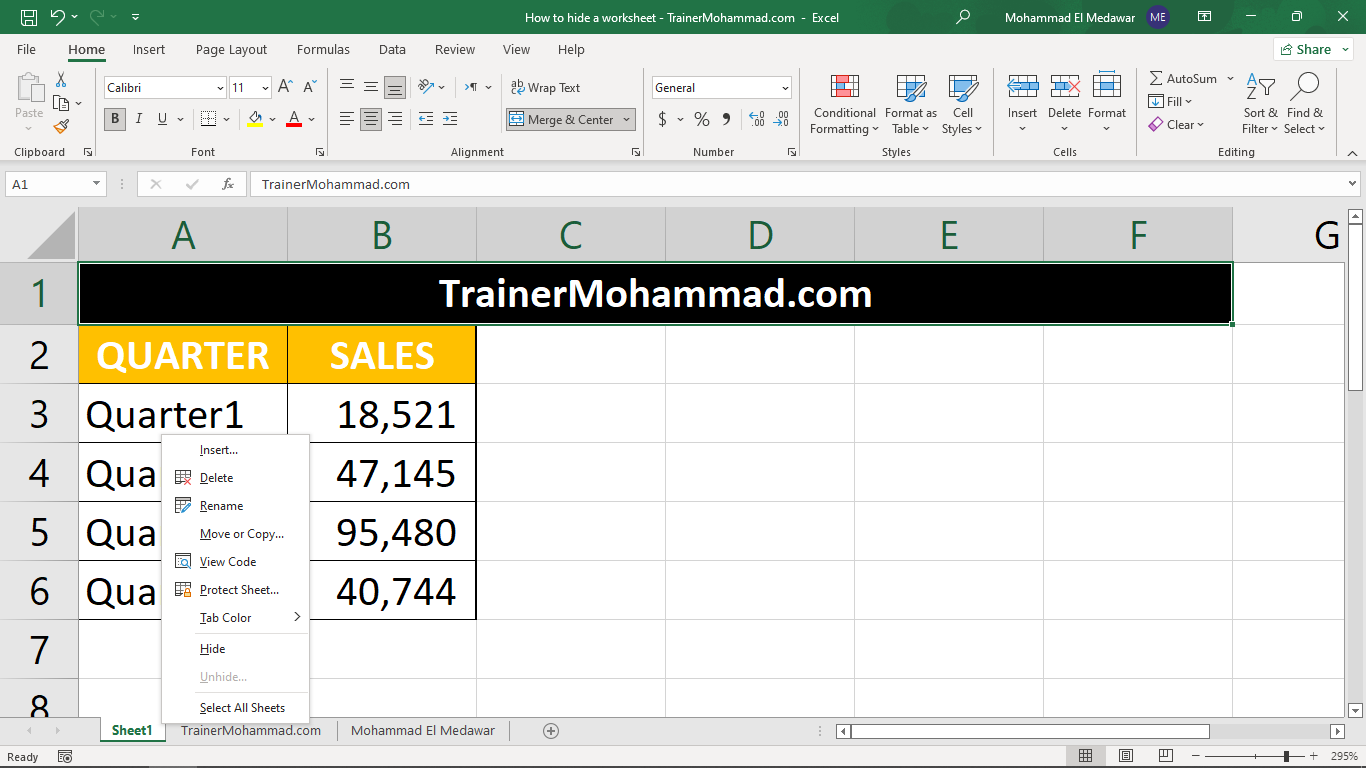 How to hide a worksheet - TrainerMohammad.com - Excel
Mohammad El Medawar ME
File Home Insert Page Layout Formulas Data Review View Help Share
Paste
Calibri 11
B I U A
ab Wrap Text
Merge & Center
General
$ % 9
Conditional Formatting
Format as Table
Cell Styles
Insert Delete Format
AutoSum
Fill
Clear
Sort & Filter
Find & Select
Clipboard Font Alignment Number Styles Cells Editing
A1 fx TrainerMohammad.com
A B C D E F G
1 TrainerMohammad.com
2 QUARTER SALES
3 Quarter1 18,521
4 Qua 47,145
5 Qua 95,480
6 Qua 40,744
7
8
Insert...
Delete
Rename
Move or Copy...
View Code
Protect Sheet...
Tab Color
Hide
Unhide...
Select All Sheets
Sheet1 TrainerMohammad.com Mohammad El Medawar
Ready 295%